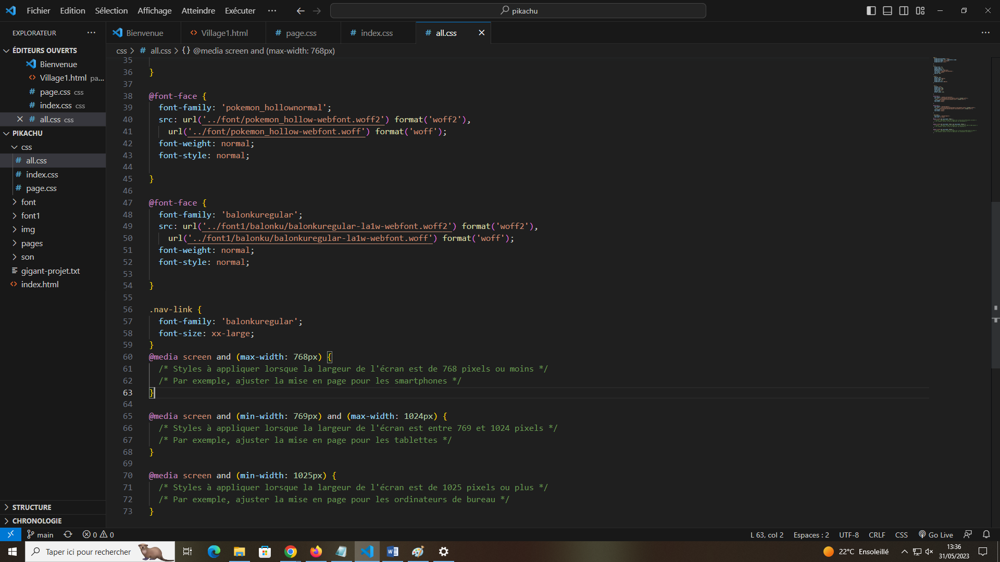 Fichier Edition Sélection Affichage Atteindre Exécuter ··· pikachu
EXPLORATEUR ···
Bienvenue Village1.html page.css index.css all.css ···
css > all.css > {} @media screen and (max-width: 768px)
ÉDITEURS OUVERTS
Bienvenue
Village1.html pa...
page.css css
index.css css
all.css css
PIKACHU
css
all.css
index.css
page.css
font
font1
img
pages
son
gigant-projet.txt
index.html
STRUCTURE
CHRONOLOGIE
35
36 }
37
38 @font-face {
39 font-family: 'pokemon_hollownormal';
40 src: url('../font/pokemon_hollow-webfont.woff2') format('woff2'),
41 url('../font/pokemon_hollow-webfont.woff') format('woff');
42 font-weight: normal;
43 font-style: normal;
44
45 }
46
47 @font-face {
48 font-family: 'balonkuregular';
49 src: url('../font1/balonku/balonkuregular-la1w-webfont.woff2') format('woff2'),
50 url('../font1/balonku/balonkuregular-la1w-webfont.woff') format('woff');
51 font-weight: normal;
52 font-style: normal;
53
54 }
55
56 .nav-link {
57 font-family: 'balonkuregular';
58 font-size: xx-large;
59 }
60 @media screen and (max-width: 768px) {
61 /* Styles à appliquer lorsque la largeur de l'écran est de 768 pixels ou moins */
62 /* Par exemple, ajuster la mise en page pour les smartphones */
63 }
64
65 @media screen and (min-width: 769px) and (max-width: 1024px) {
66 /* Styles à appliquer lorsque la largeur de l'écran est entre 769 et 1024 pixels */
67 /* Par exemple, ajuster la mise en page pour les tablettes */
68 }
69
70 @media screen and (min-width: 1025px) {
71 /* Styles à appliquer lorsque la largeur de l'écran est de 1025 pixels ou plus */
72 /* Par exemple, ajuster la mise en page pour les ordinateurs de bureau */
73 }
main 0 0 L 63, col 2 Espaces : 2 UTF-8 CRLF CSS Go Live
Taper ici pour rechercher 22°C Ensoleillé 13:36
31/05/2023